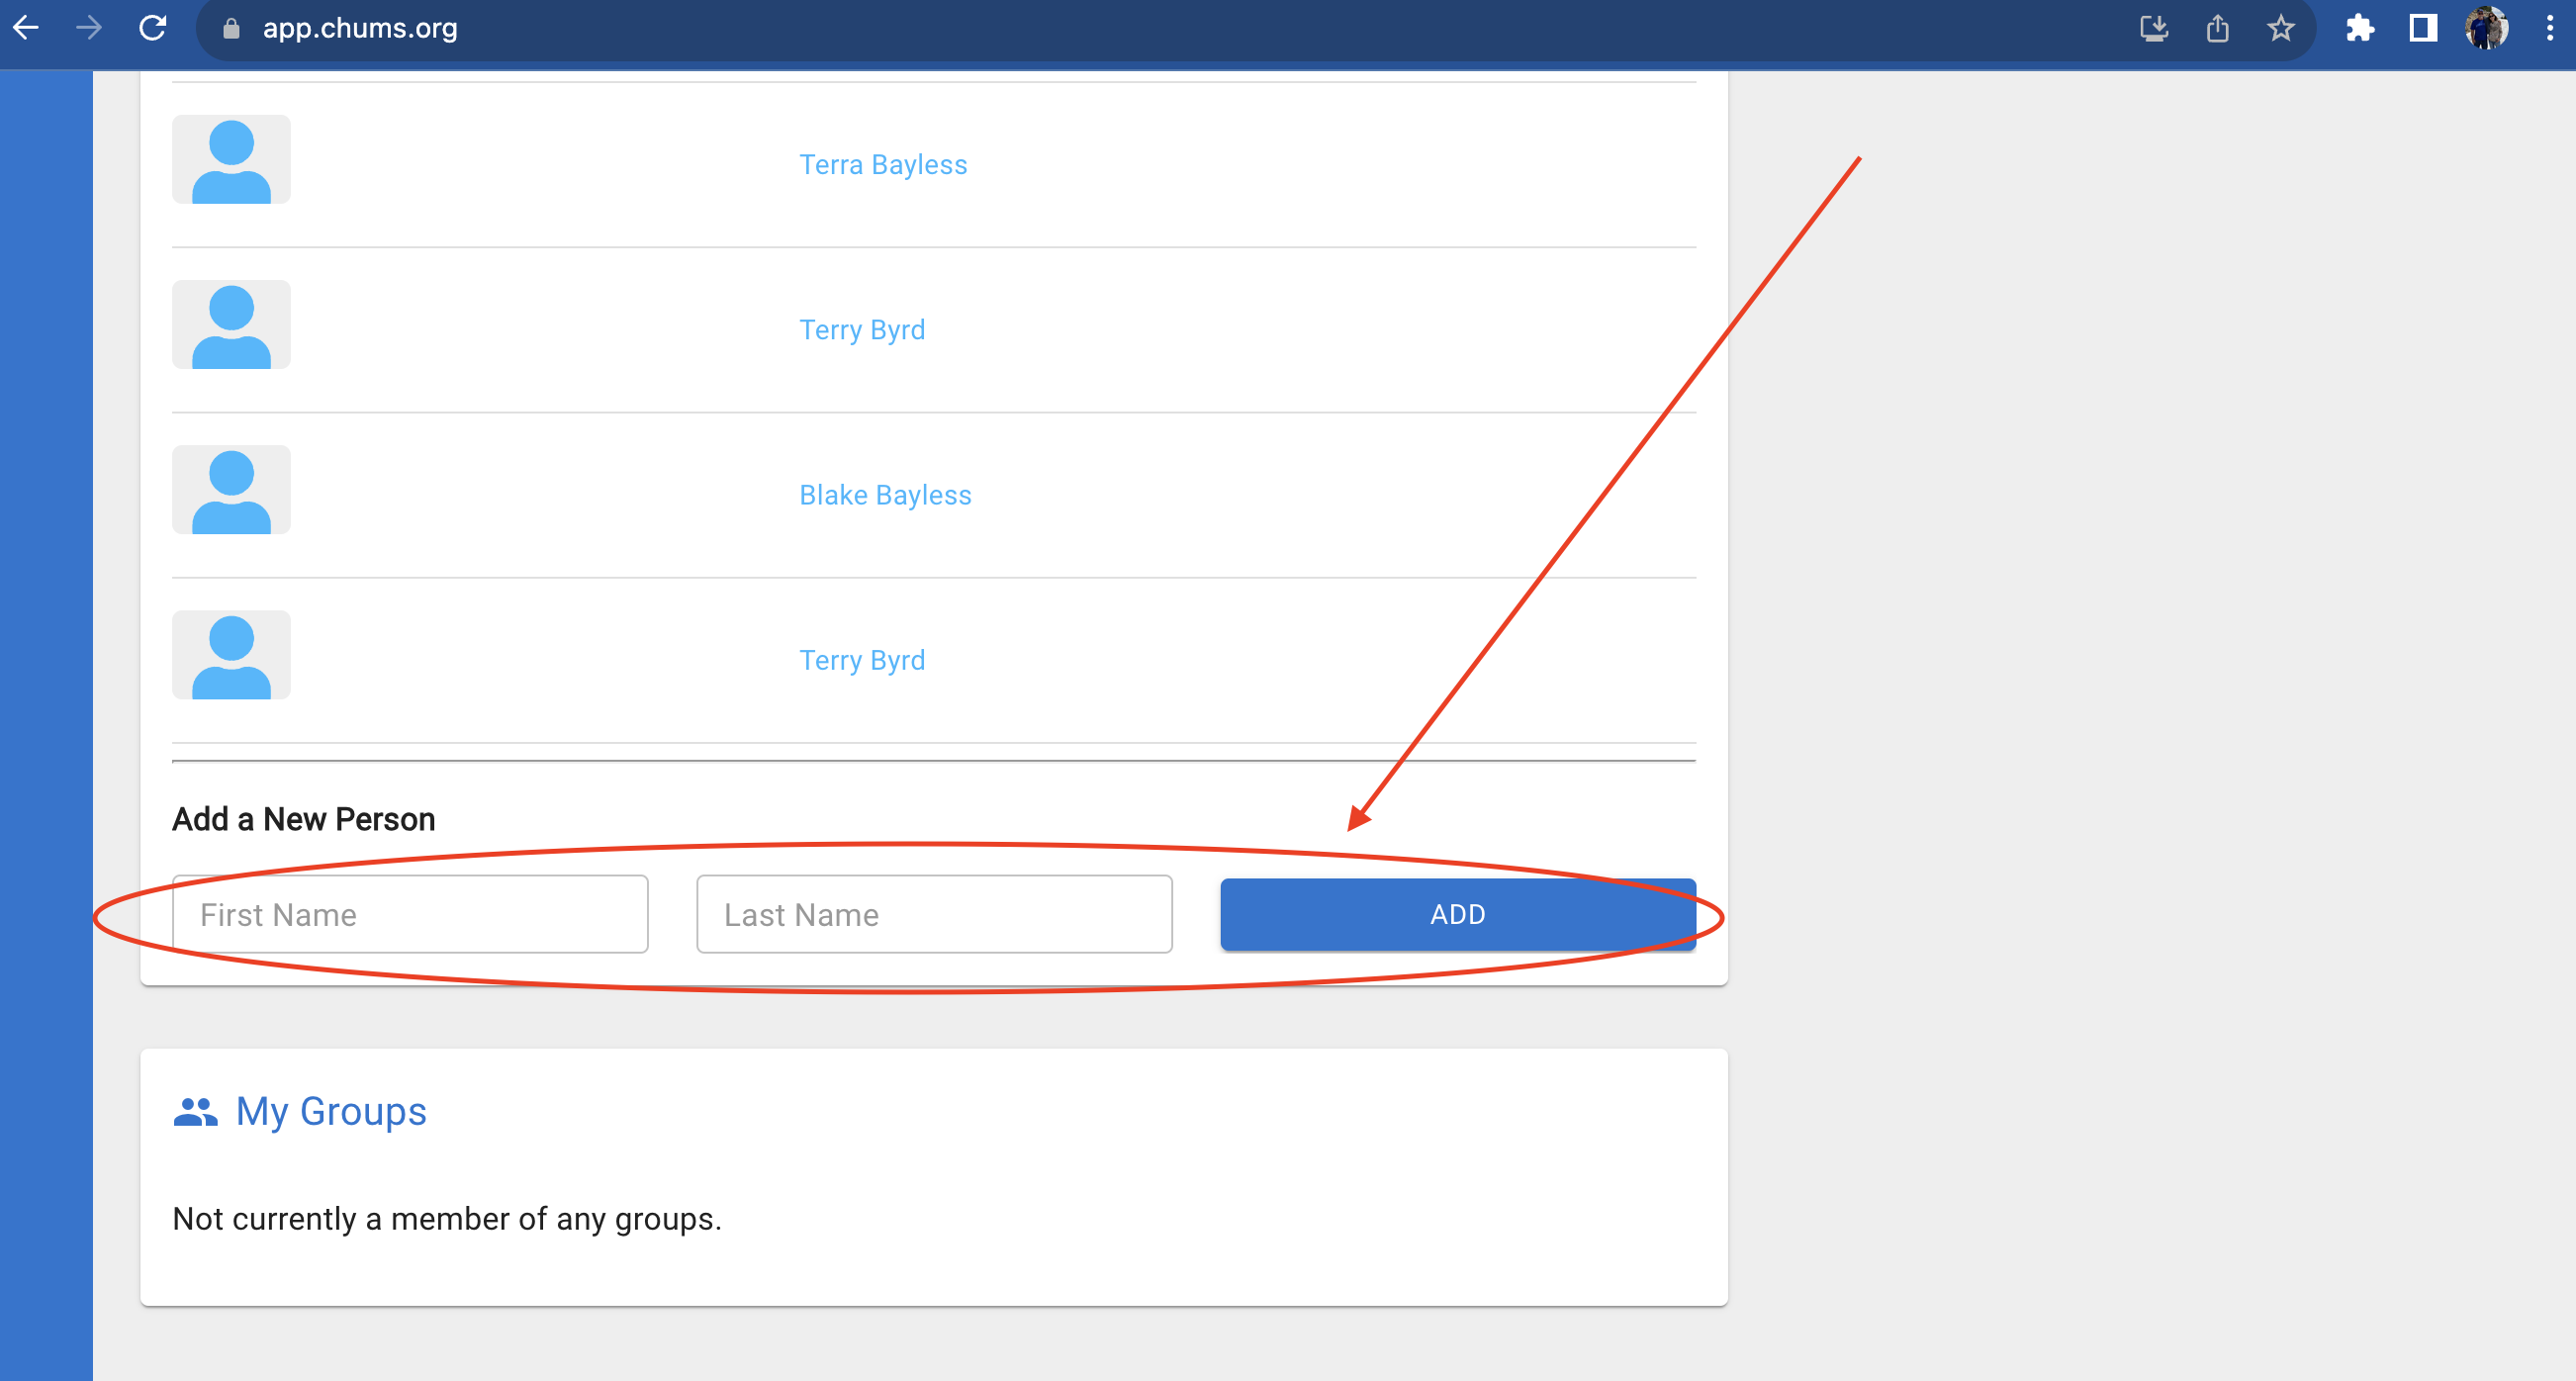 app.chums.org
Terra Bayless
Terry Byrd
Blake Bayless
Terry Byrd
Add a New Person
First Name Last Name ADD
My Groups
Not currently a member of any groups.